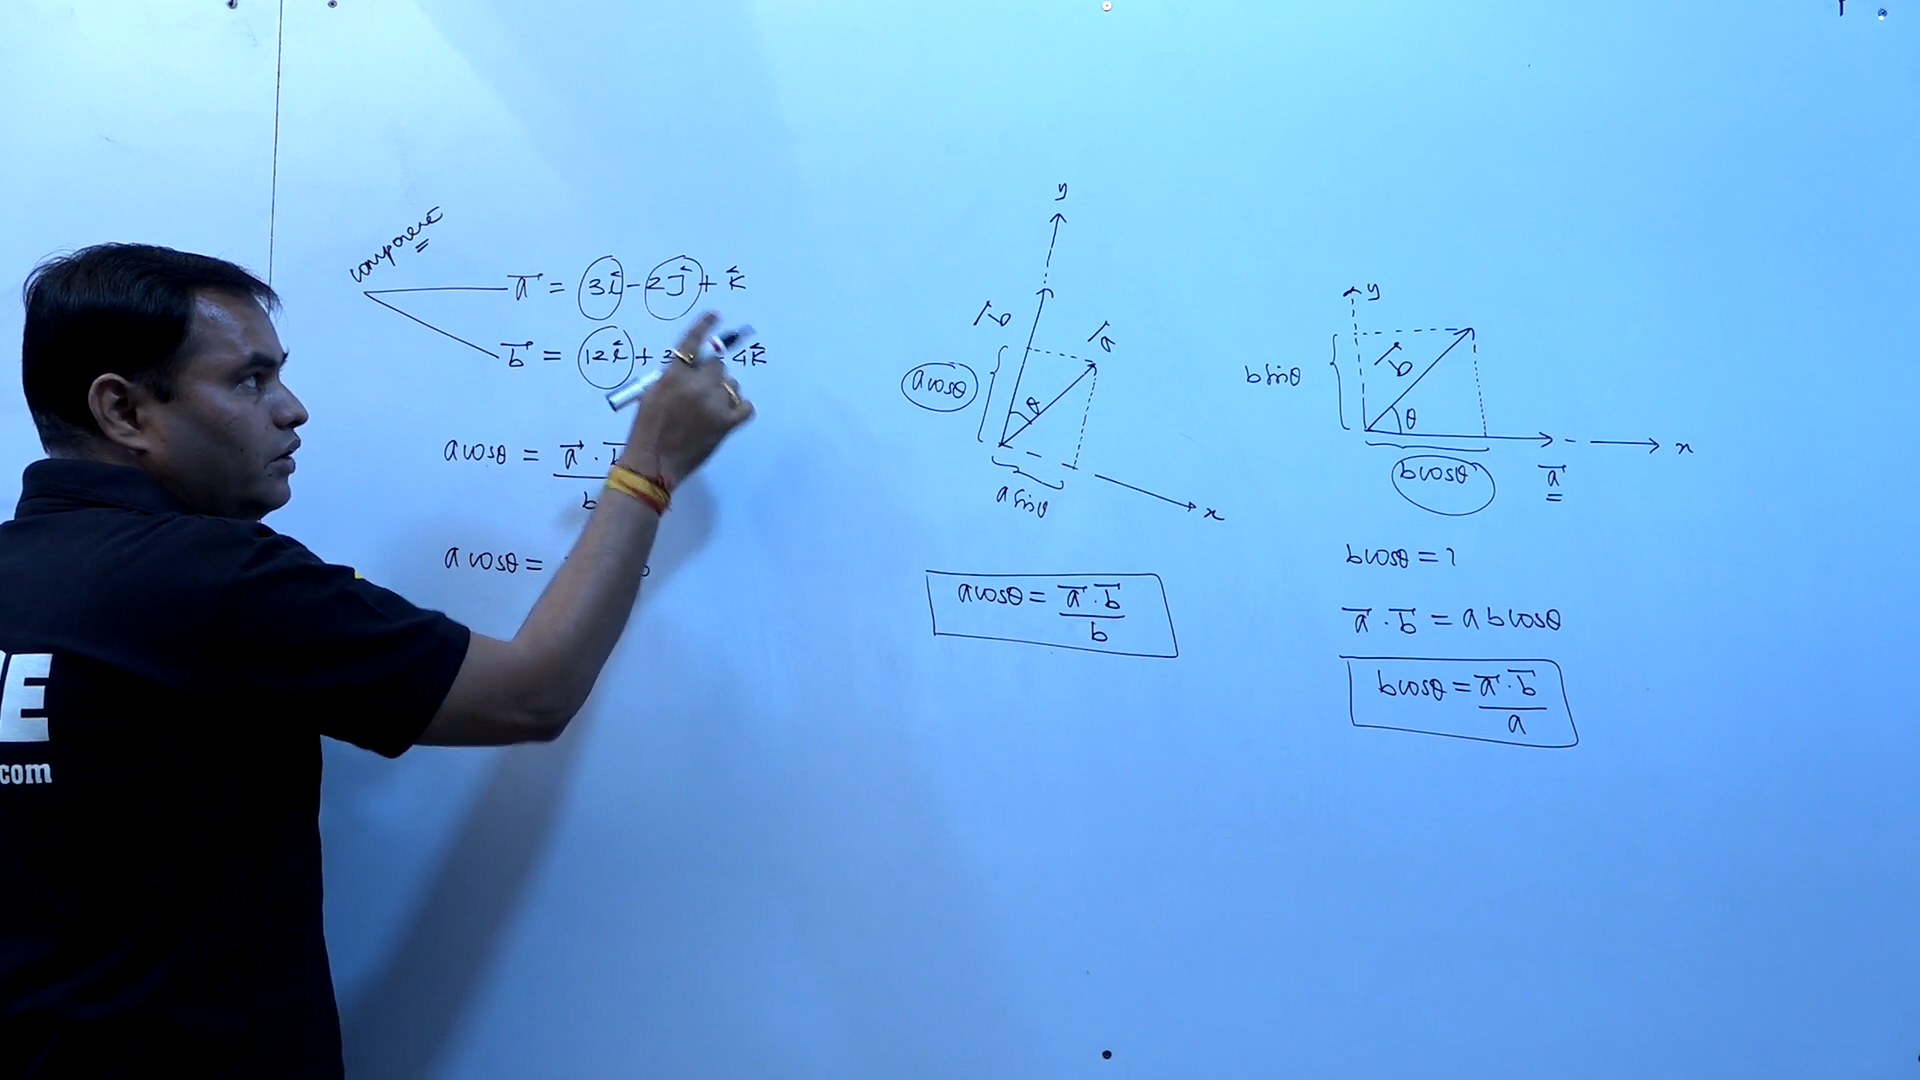 component
a⃗ = 3î - 2ĵ + k̂
b⃗ = 12î + 4k̂
a cosθ = a⃗ ·
b
a cosθ =
E
com
y
b⃗
a⃗
a cosθ
θ
a sinθ
x
a cosθ = a⃗ · b⃗ / b
y
b sinθ
b⃗
θ
x
b cosθ
a⃗
b cosθ = ?
a⃗ · b⃗ = a b cosθ
b cosθ = a⃗ · b⃗ / a